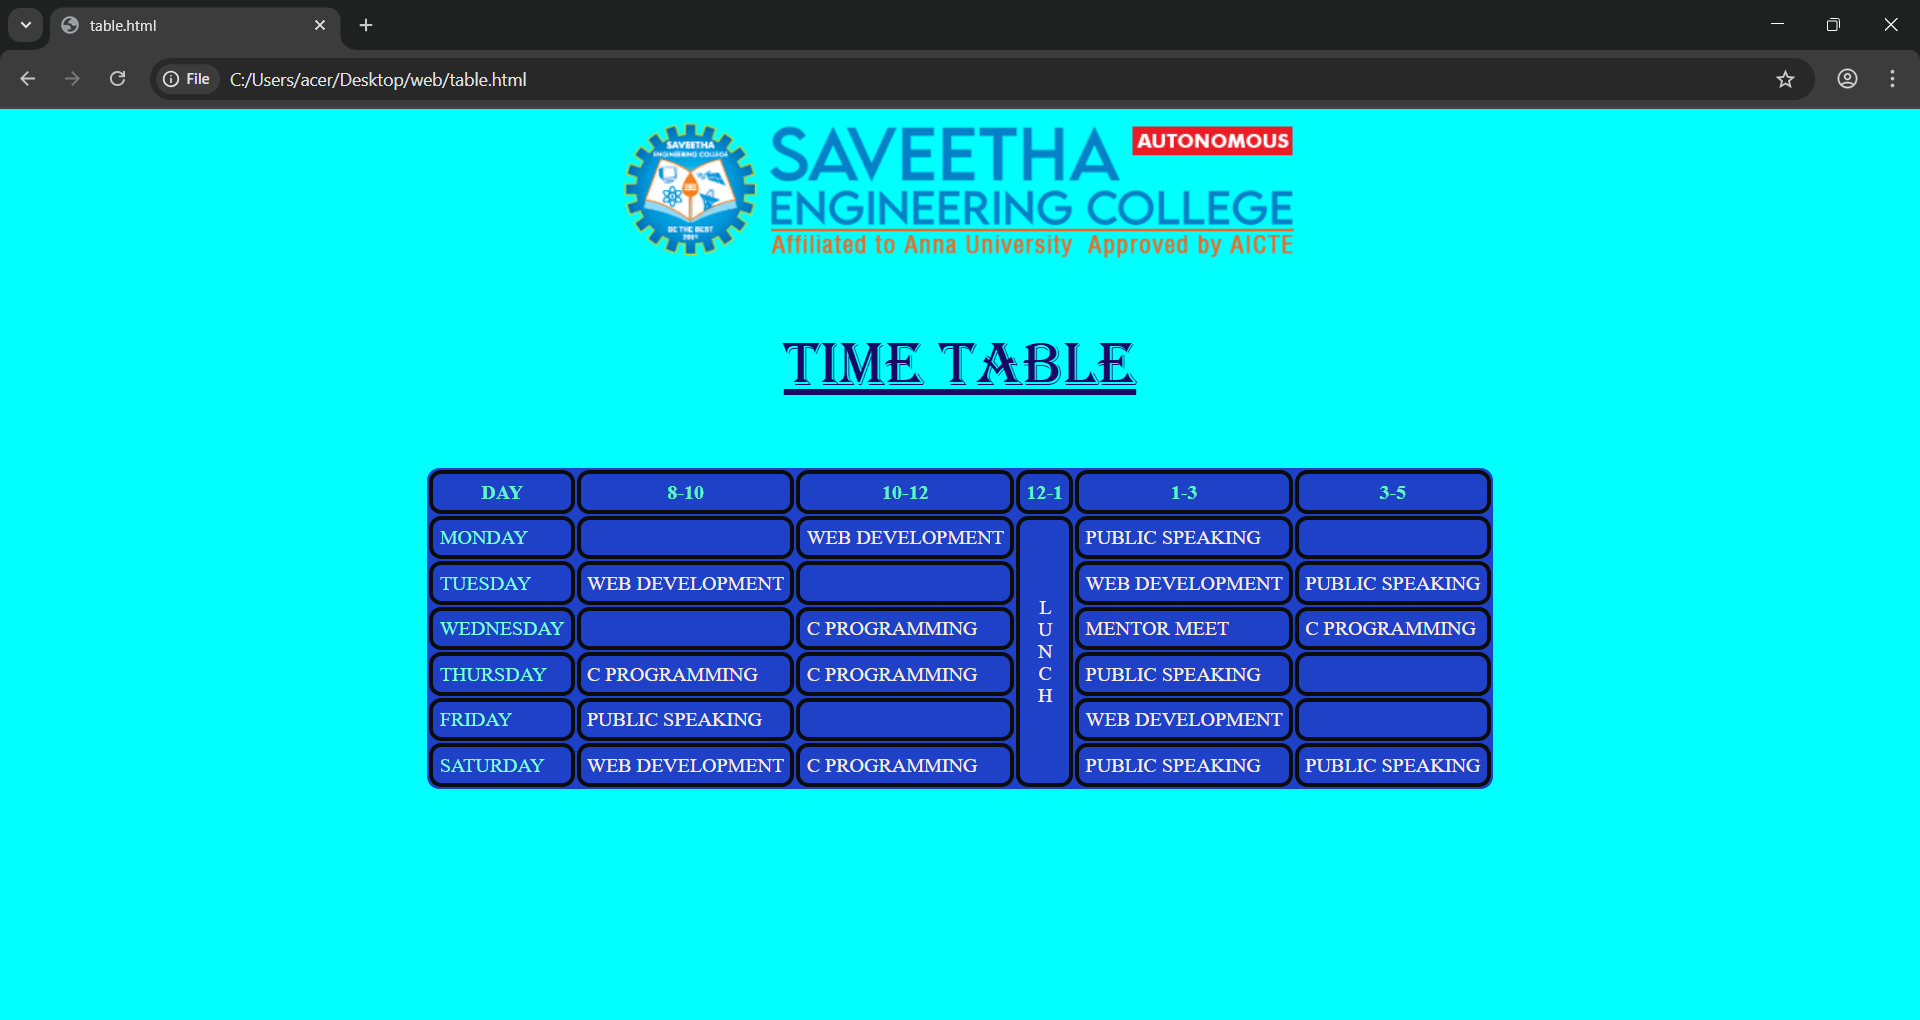 table.html
File C:/Users/acer/Desktop/web/table.html
SAVEETHA
ENGINEERING COLLEGE
BE THE BEST
2001
SAVEETHA AUTONOMOUS
ENGINEERING COLLEGE
Affiliated to Anna University Approved by AICTE
TIME TABLE
DAY 8-10 10-12 12-1 1-3 3-5
MONDAY WEB DEVELOPMENT PUBLIC SPEAKING
TUESDAY WEB DEVELOPMENT WEB DEVELOPMENT PUBLIC SPEAKING
WEDNESDAY C PROGRAMMING MENTOR MEET C PROGRAMMING
THURSDAY C PROGRAMMING C PROGRAMMING PUBLIC SPEAKING
FRIDAY PUBLIC SPEAKING WEB DEVELOPMENT
SATURDAY WEB DEVELOPMENT C PROGRAMMING PUBLIC SPEAKING PUBLIC SPEAKING
L
U
N
C
H